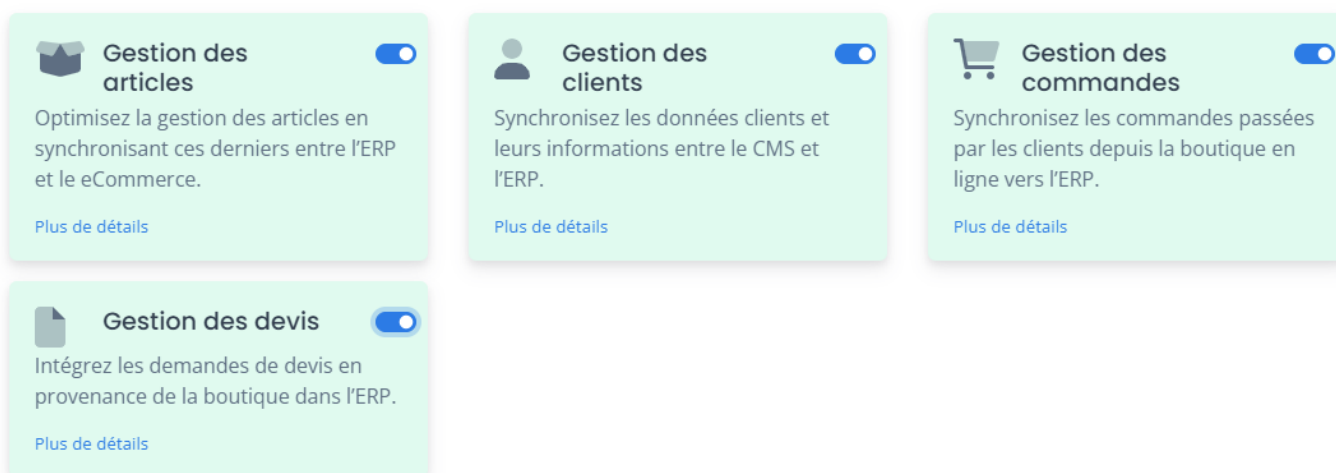 Gestion des
articles
Optimisez la gestion des articles en
synchronisant ces derniers entre l'ERP
et le eCommerce.
Plus de détails
Gestion des
clients
Synchronisez les données clients et
leurs informations entre le CMS et
l'ERP.
Plus de détails
Gestion des
commandes
Synchronisez les commandes passées
par les clients depuis la boutique en
ligne vers l'ERP.
Plus de détails
Gestion des devis
Intégrez les demandes de devis en
provenance de la boutique dans l'ERP.
Plus de détails